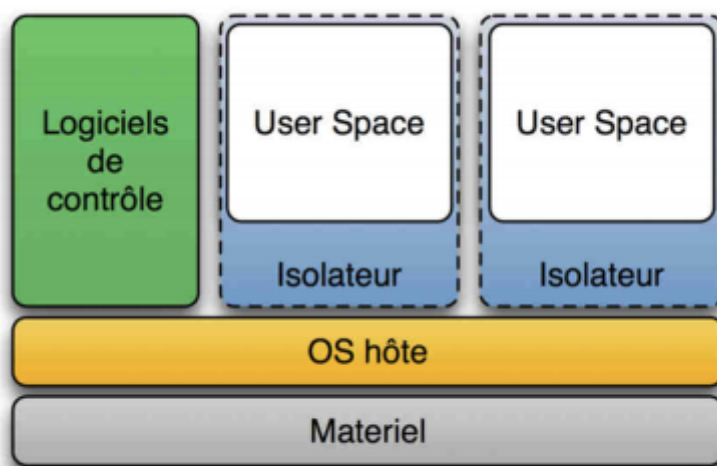 Logiciels
de
contrôle
User Space
Isolateur
User Space
Isolateur
OS hôte
Materiel